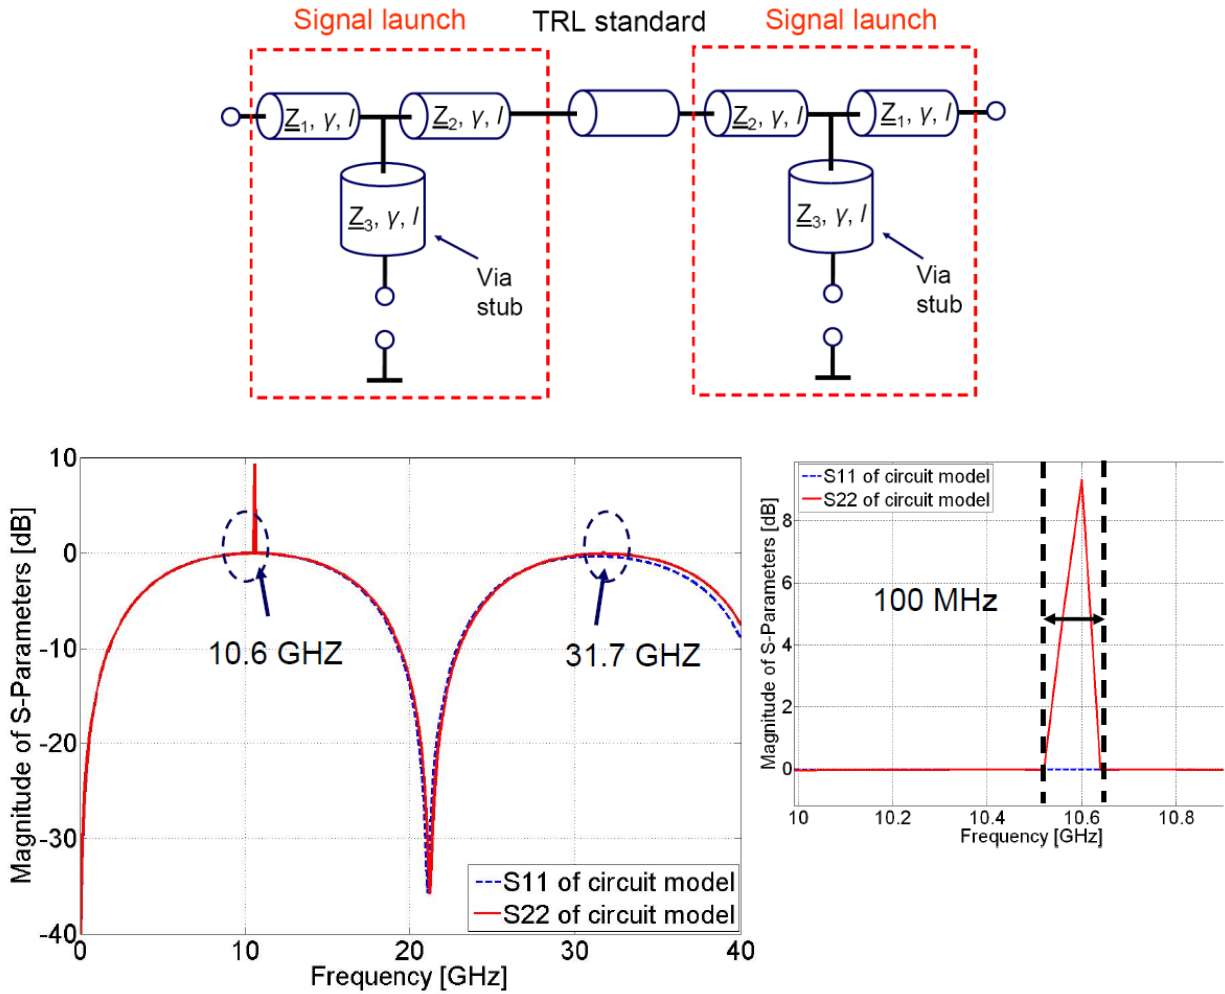 Signal launch
TRL standard
Signal launch
Z1, γ, l
Z2, γ, l
Z2, γ, l
Z1, γ, l
Z3, γ, l
Z3, γ, l
Via
stub
Via
stub
Magnitude of S-Parameters [dB]
10
0
-10
-20
-30
-40
10.6 GHZ
31.7 GHZ
S11 of circuit model
S22 of circuit model
0
10
20
30
40
Frequency [GHz]
Magnitude of S-Parameters [dB]
S11 of circuit model
S22 of circuit model
8
6
4
2
0
100 MHz
10
10.2
10.4
10.6
10.8
Frequency [GHz]